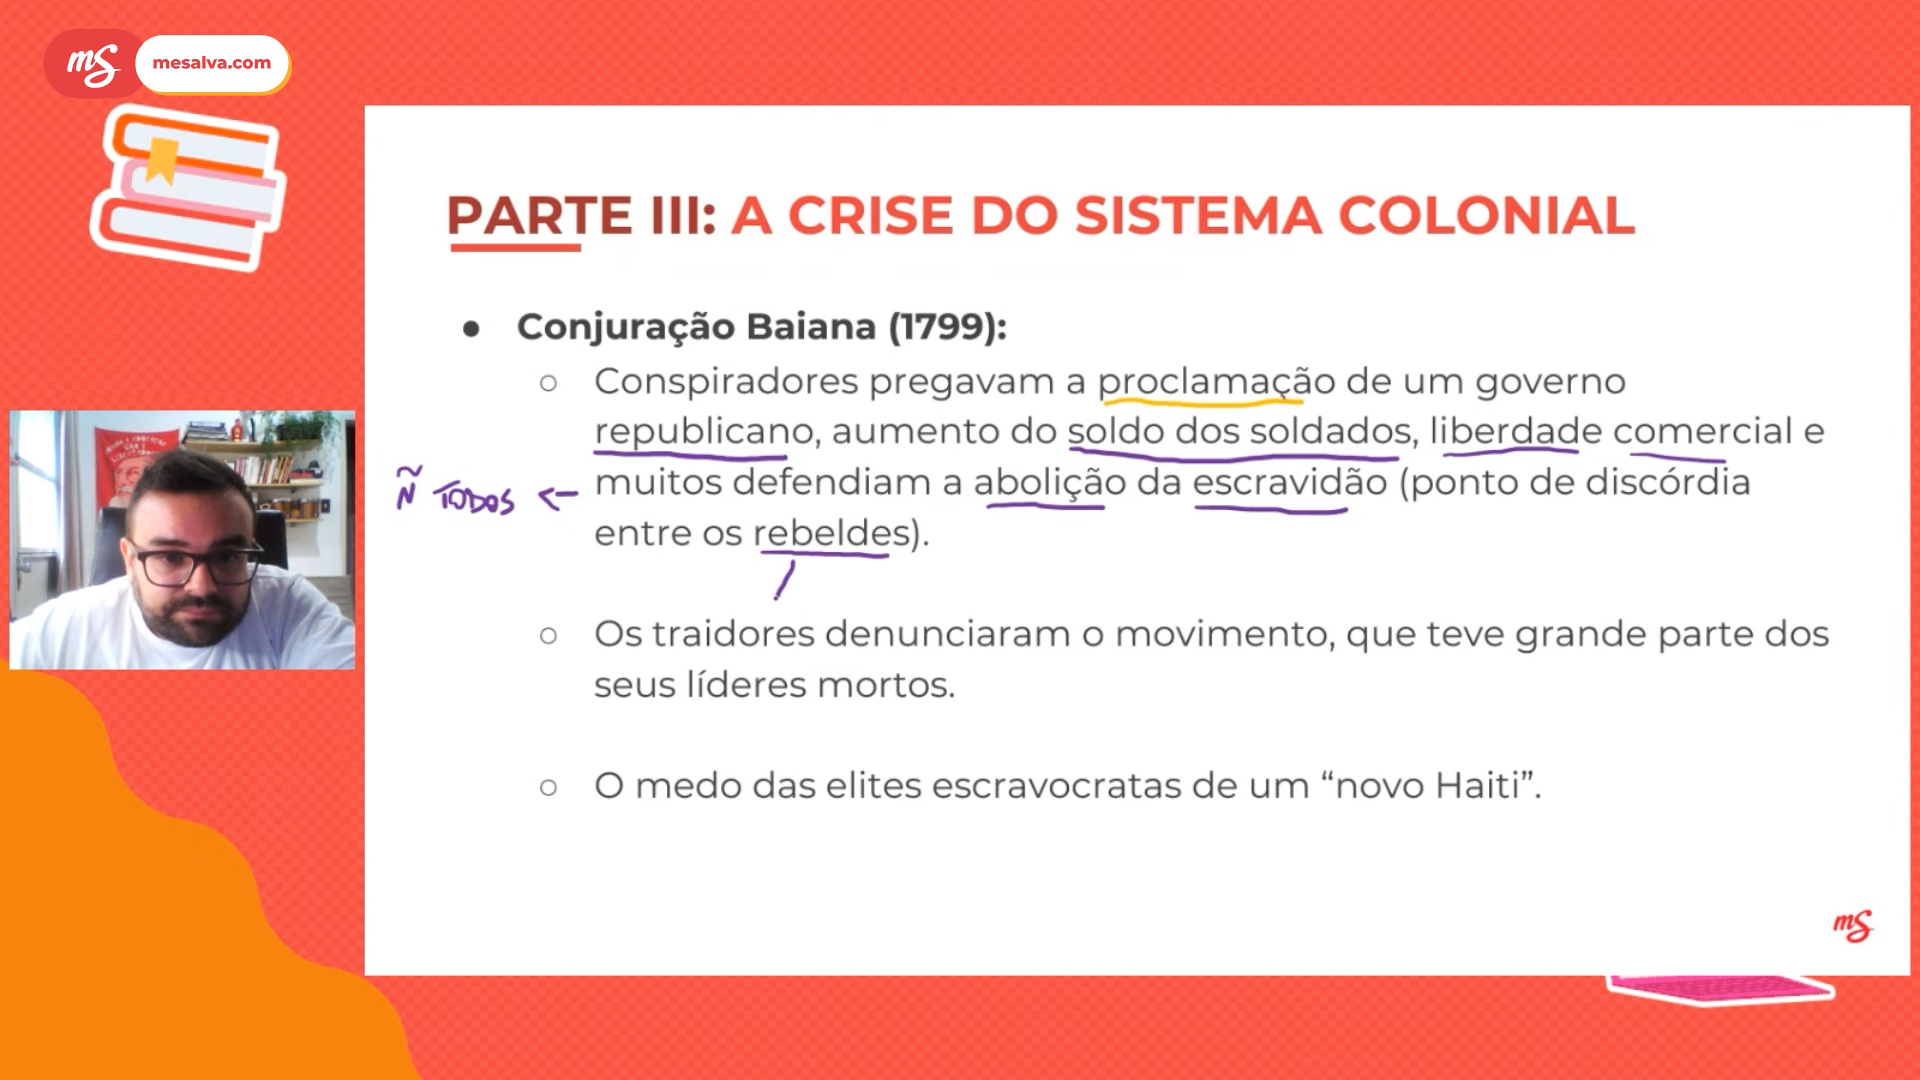 mS mesalva.com
PARTE III: A CRISE DO SISTEMA COLONIAL
● Conjuração Baiana (1799):
○ Conspiradores pregavam a proclamação de um governo
republicano, aumento do soldo dos soldados, liberdade comercial e
Ñ TODOS ← muitos defendiam a abolição da escravidão (ponto de discórdia
entre os rebeldes).
○ Os traidores denunciaram o movimento, que teve grande parte dos
seus líderes mortos.
○ O medo das elites escravocratas de um “novo Haiti”.
mS